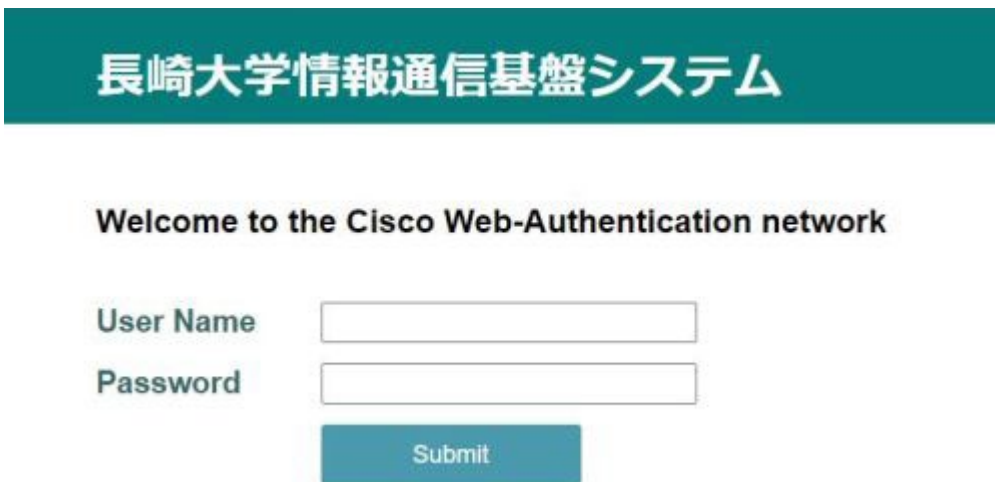 長崎大学情報通信基盤システム
Welcome to the Cisco Web-Authentication network
User Name
Password
Submit